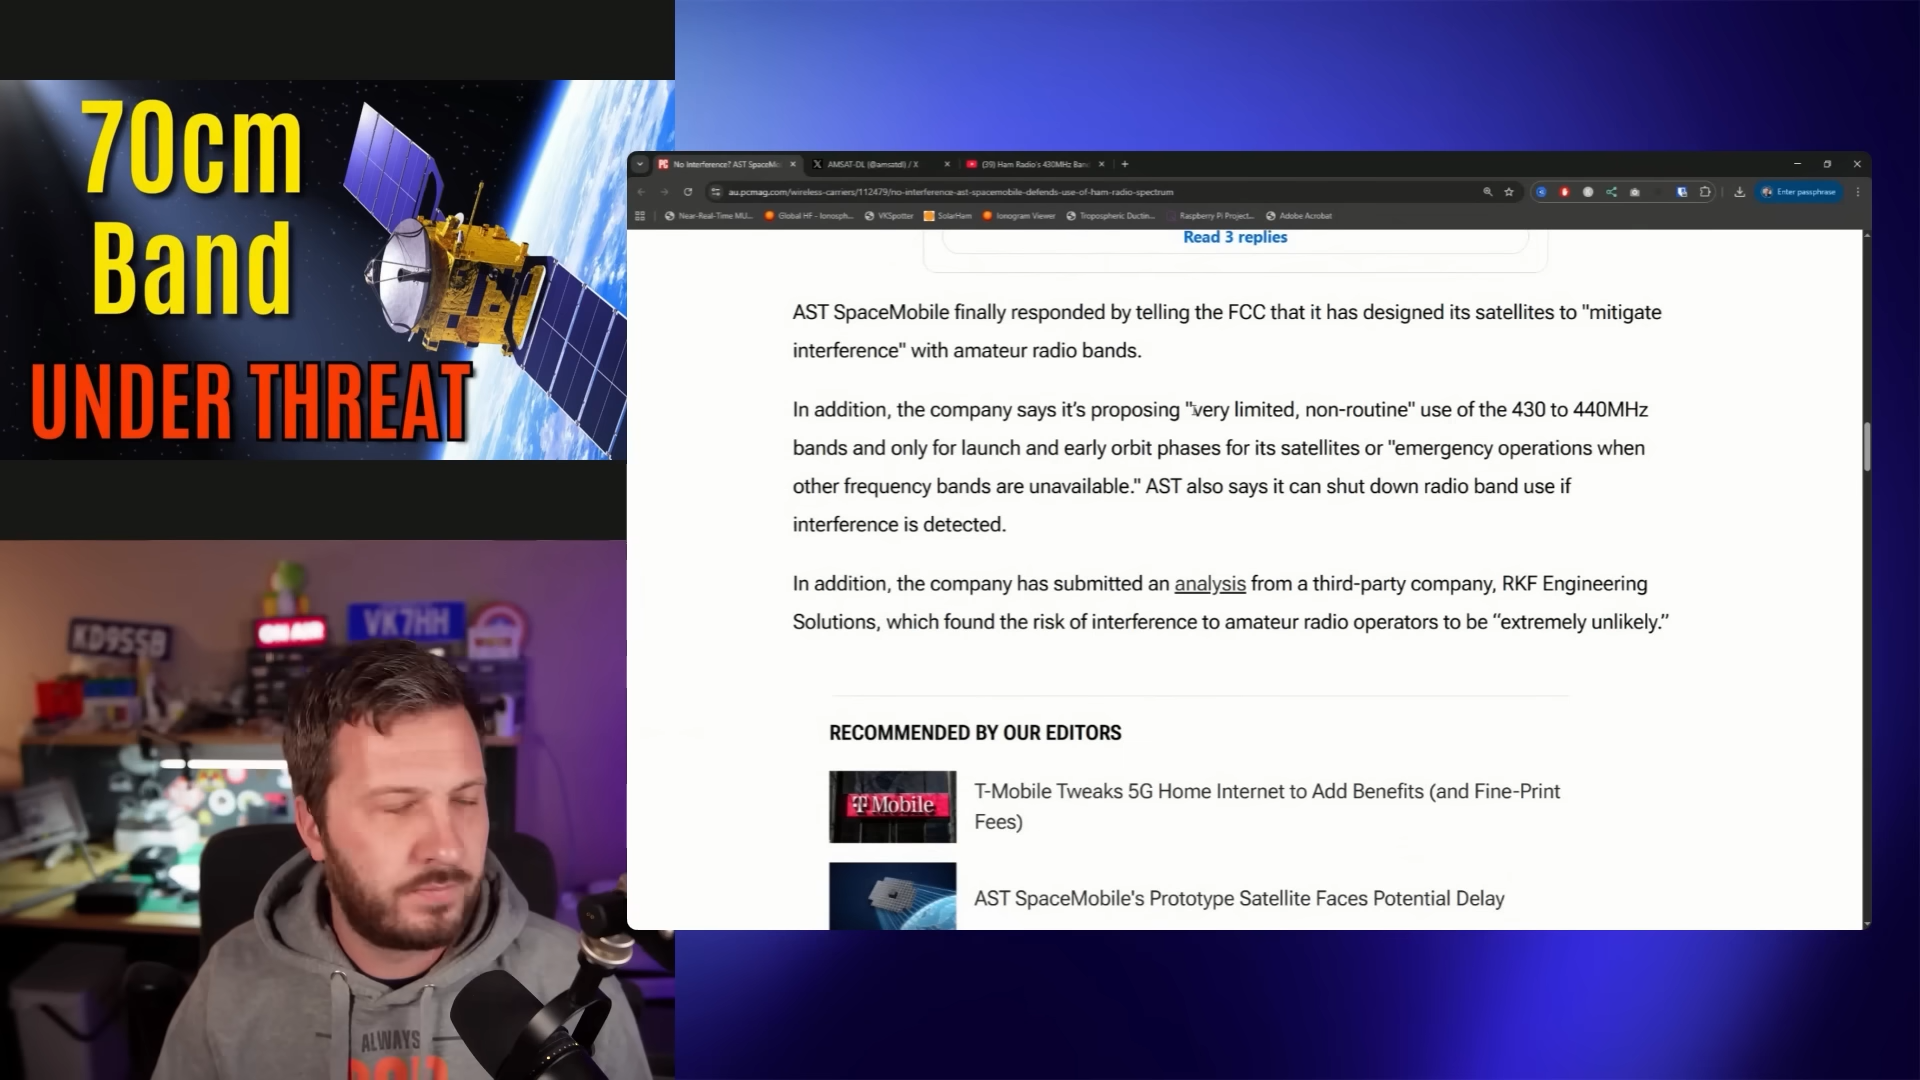 70cm
Band
UNDER THREAT
KD9SSB
ON AIR
VK7HH
ALWAYS
No Interference? AST SpaceMo
AMSAT-DL (@amsatdl) / X
(39) Ham Radio's 430MHz Ban
au.pcmag.com/wireless-carriers/112479/no-interference-ast-spacemobile-defends-use-of-ham-radio-spectrum
Enter passphrase
Near-Real-Time MU...
Global HF - Ionosph...
VKSpotter
SolarHam
Ionogram Viewer
Tropospheric Ductin...
Raspberry Pi Project...
Adobe Acrobat
Read 3 replies
AST SpaceMobile finally responded by telling the FCC that it has designed its satellites to "mitigate
interference" with amateur radio bands.
In addition, the company says it’s proposing "very limited, non-routine" use of the 430 to 440MHz
bands and only for launch and early orbit phases for its satellites or "emergency operations when
other frequency bands are unavailable." AST also says it can shut down radio band use if
interference is detected.
In addition, the company has submitted an analysis from a third-party company, RKF Engineering
Solutions, which found the risk of interference to amateur radio operators to be “extremely unlikely.”
RECOMMENDED BY OUR EDITORS
T Mobile
T-Mobile Tweaks 5G Home Internet to Add Benefits (and Fine-Print
Fees)
AST SpaceMobile's Prototype Satellite Faces Potential Delay